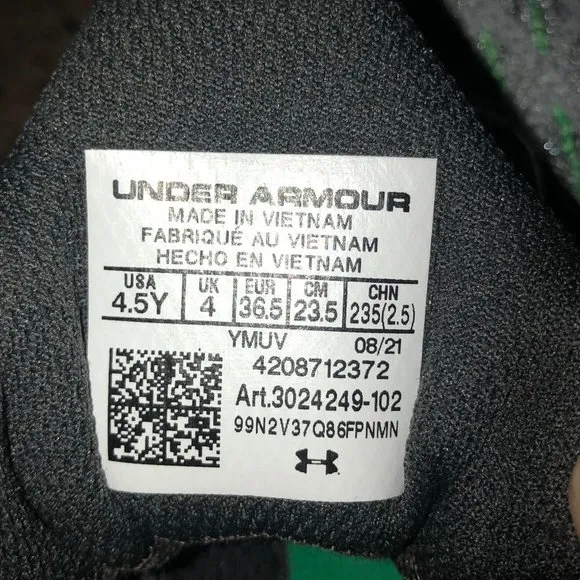 UNDER ARMOUR
MADE IN VIETNAM
FABRIQUÉ AU VIETNAM
HECHO EN VIETNAM
USA UK EUR CM CHN
4.5Y 4 36.5 23.5 235(2.5)
YMUV 08/21
4208712372
Art.3024249-102
99N2V37Q86FPNMN